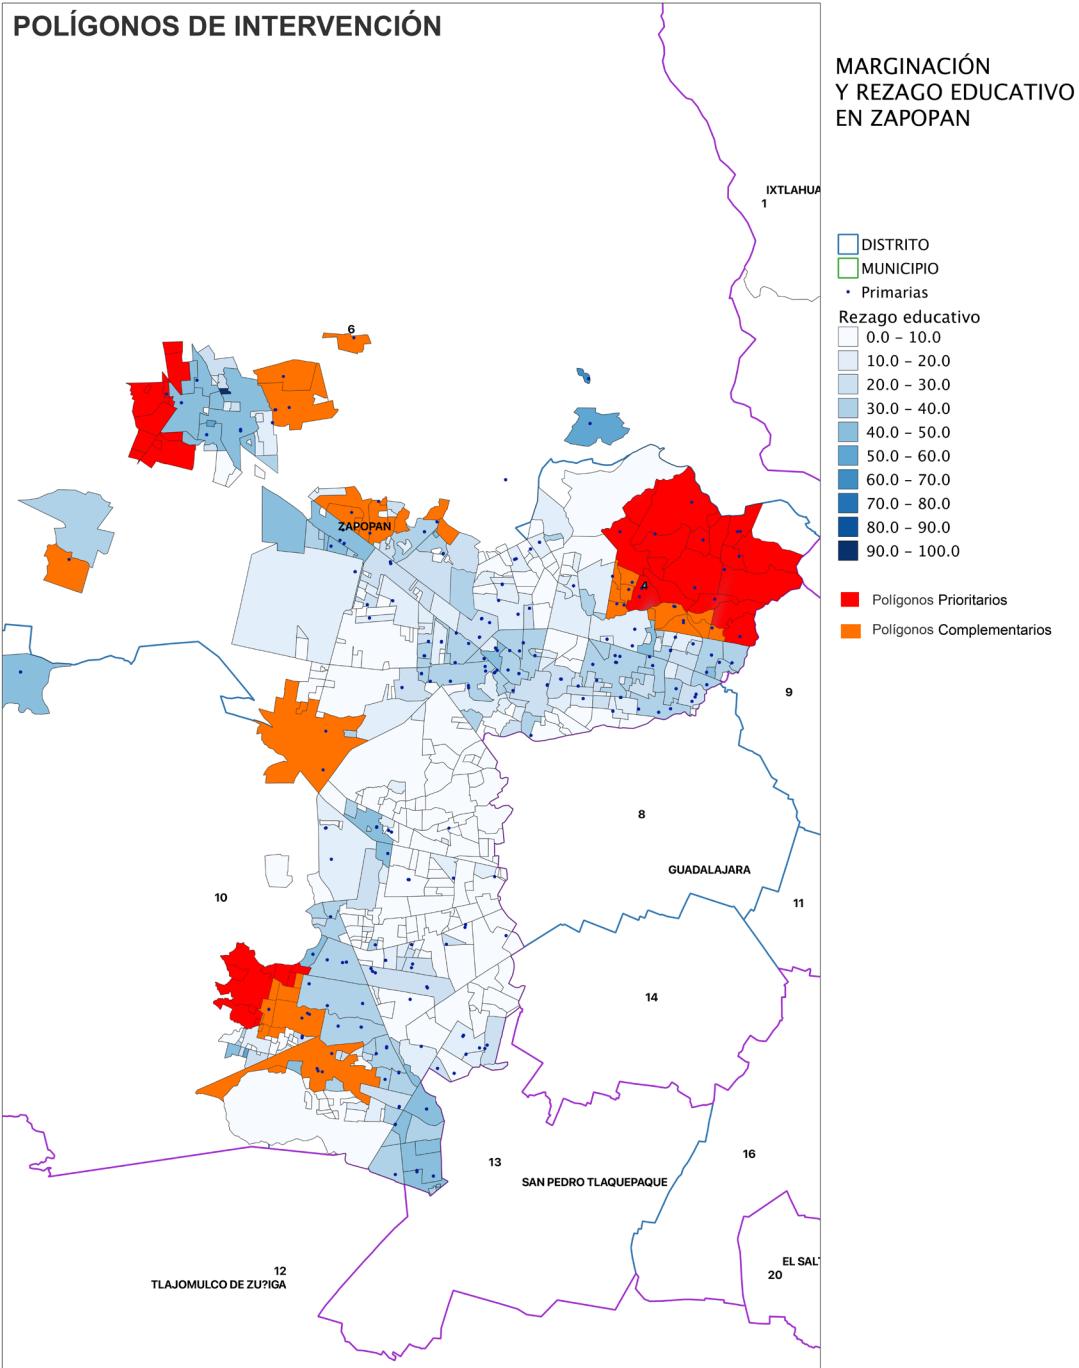 POLÍGONOS DE INTERVENCIÓN
MARGINACIÓN
Y REZAGO EDUCATIVO
EN ZAPOPAN
IXTLAHUA
1
DISTRITO
MUNICIPIO
Primarias
Rezago educativo
0.0 – 10.0
10.0 – 20.0
20.0 – 30.0
30.0 – 40.0
40.0 – 50.0
50.0 – 60.0
60.0 – 70.0
70.0 – 80.0
80.0 – 90.0
90.0 – 100.0
Polígonos Prioritarios
Polígonos Complementarios
6
ZAPOPAN
4
9
8
GUADALAJARA
10
11
14
13
SAN PEDRO TLAQUEPAQUE
16
12
TLAJOMULCO DE ZU?IGA
EL SAL
20